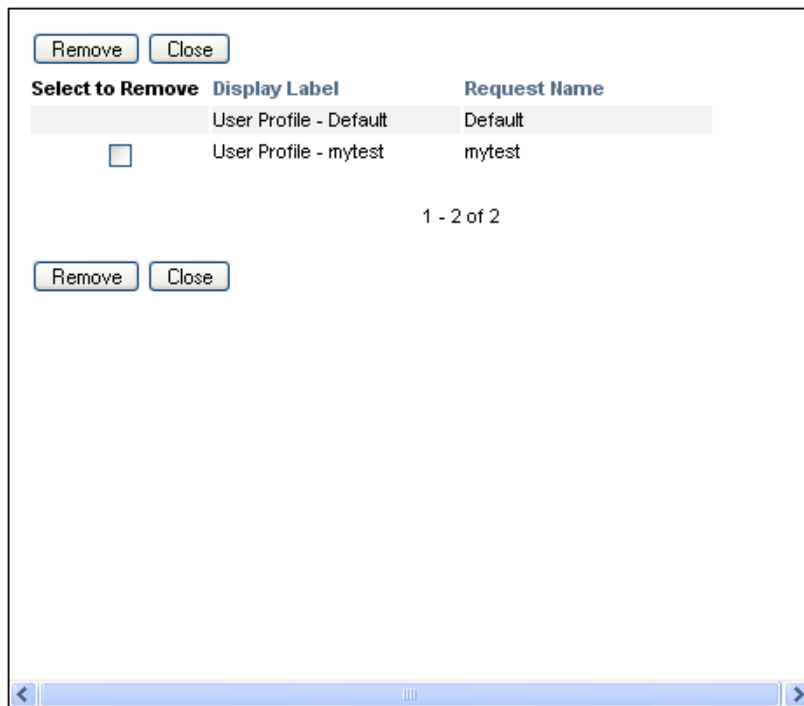 Remove Close
Select to Remove Display Label Request Name
User Profile - Default Default
User Profile - mytest mytest
1 - 2 of 2
Remove Close